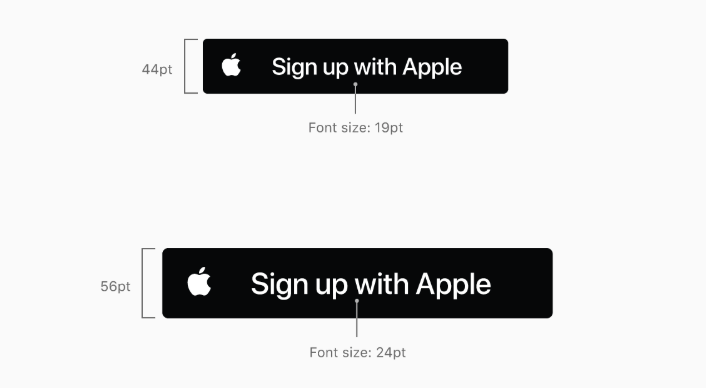 44pt
Sign up with Apple
Font size: 19pt
56pt
Sign up with Apple
Font size: 24pt